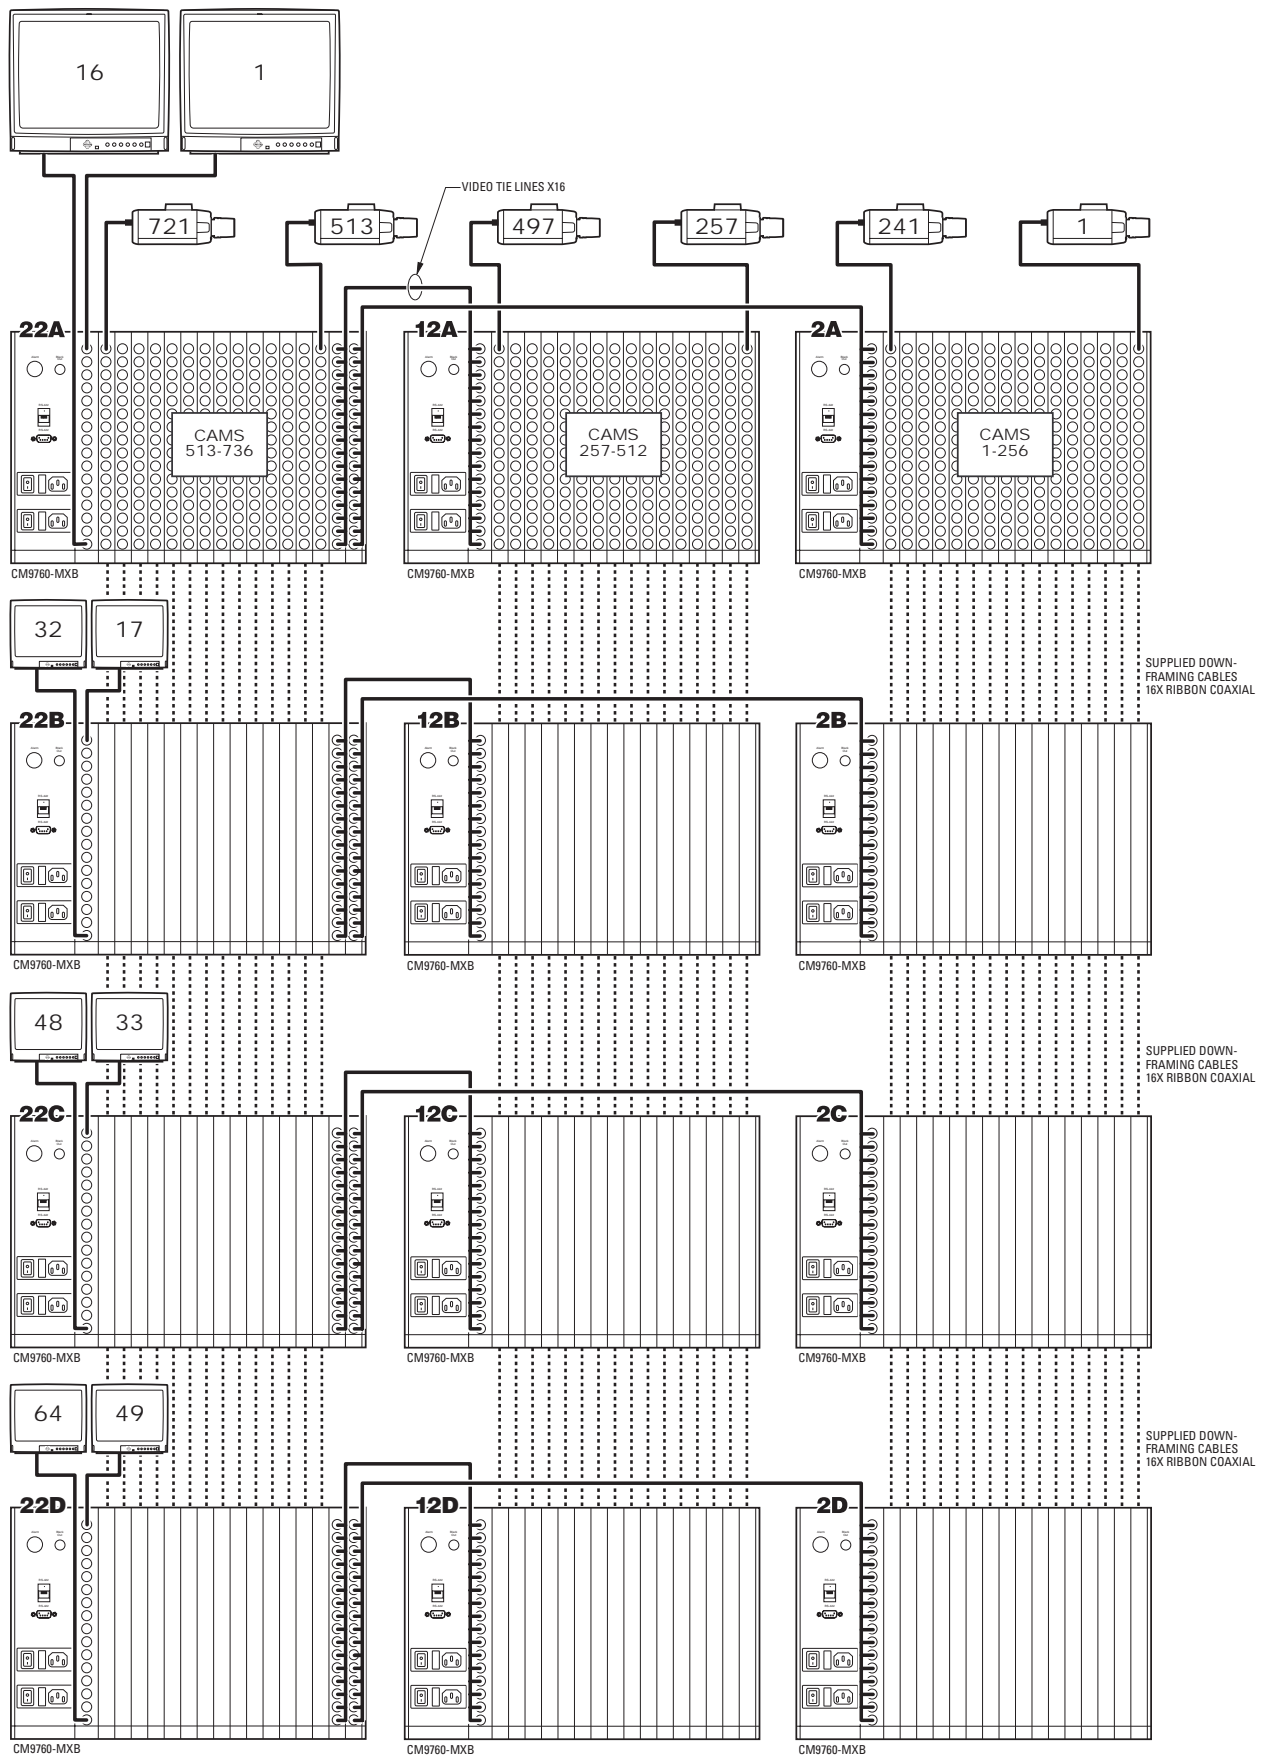 16
1
VIDEO TIE LINES X16
721
513
497
257
241
1
22A
12A
2A
CAMS
513-736
CAMS
257-512
CAMS
1-256
CM9760-MXB
CM9760-MXB
CM9760-MXB
32
17
SUPPLIED DOWN-
FRAMING CABLES
16X RIBBON COAXIAL
22B
12B
2B
CM9760-MXB
CM9760-MXB
CM9760-MXB
48
33
SUPPLIED DOWN-
FRAMING CABLES
16X RIBBON COAXIAL
22C
12C
2C
CM9760-MXB
CM9760-MXB
CM9760-MXB
64
49
SUPPLIED DOWN-
FRAMING CABLES
16X RIBBON COAXIAL
22D
12D
2D
CM9760-MXB
CM9760-MXB
CM9760-MXB